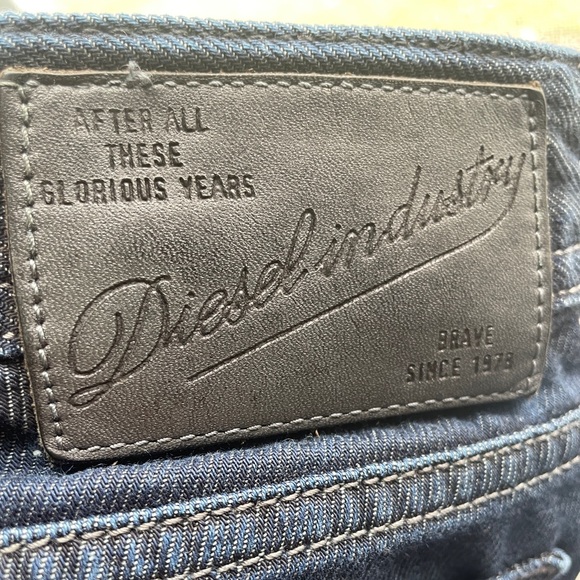 AFTER ALL
THESE
GLORIOUS YEARS
Diesel industry
BRAVE
SINCE 1978